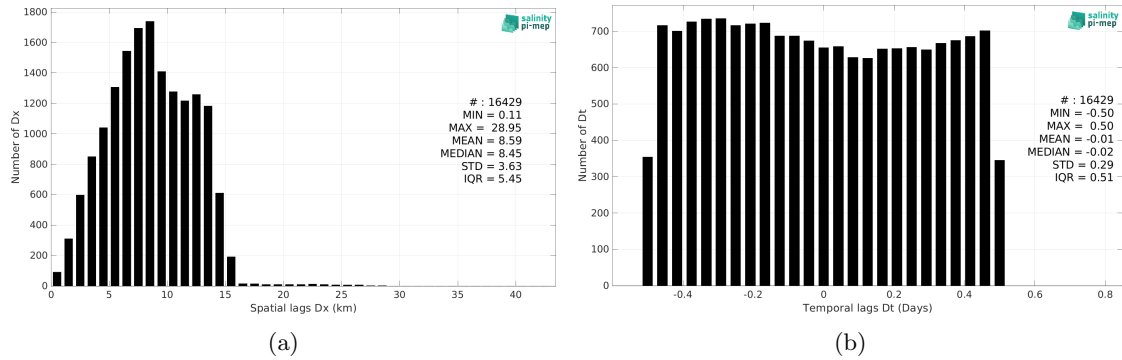 1800
1600
1400
1200
1000
800
600
400
200
0
Number of Dx
salinity
pi-mep
# : 16429
MIN = 0.11
MAX = 28.95
MEAN = 8.59
MEDIAN = 8.45
STD = 3.63
IQR = 5.45
0 5 10 15 20 25 30 35 40
Spatial lags Dx (km)
(a)
700
600
500
400
300
200
100
0
Number of Dt
salinity
pi-mep
# : 16429
MIN = -0.50
MAX = 0.50
MEAN = -0.01
MEDIAN = -0.02
STD = 0.29
IQR = 0.51
-0.4 -0.2 0 0.2 0.4 0.6 0.8
Temporal lags Dt (Days)
(b)